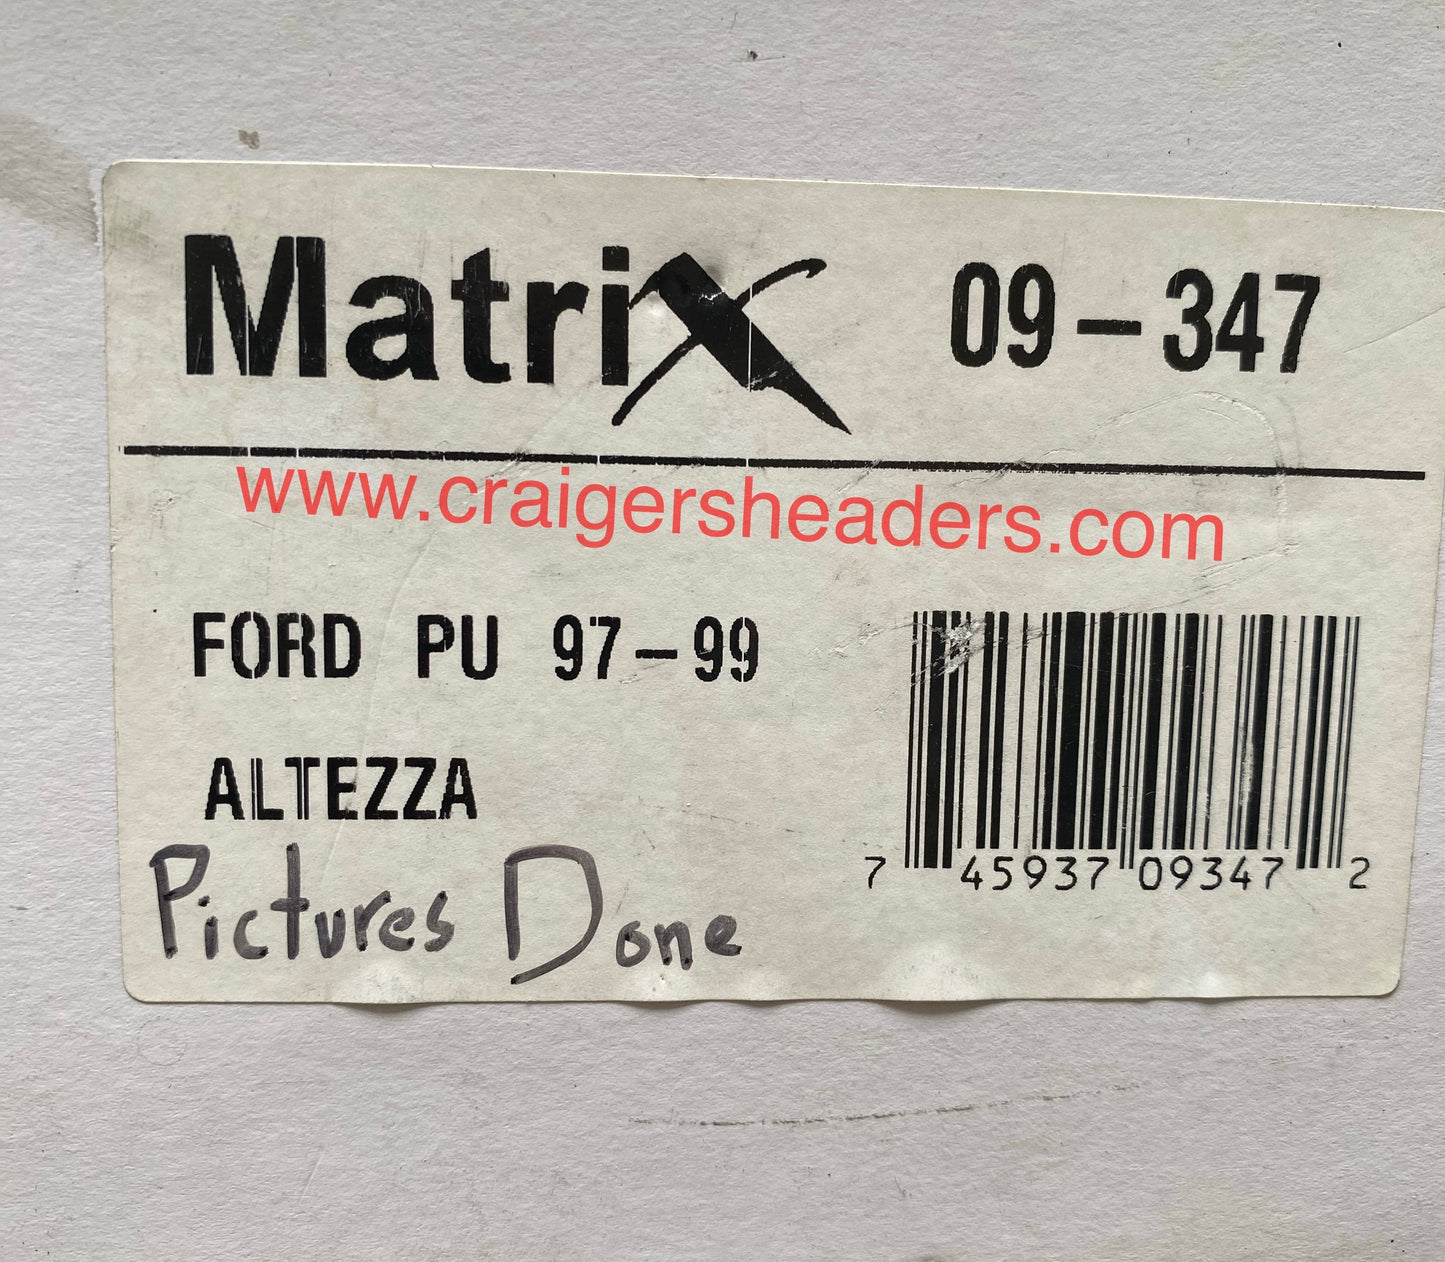 Matrix 09-347
www.craigersheaders.com
FORD PU 97-99
ALTEZZA
Pictures Done
7 45937 09347 2